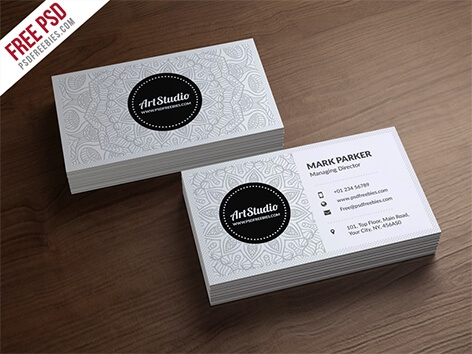 FREE PSD
PSDFREEBIES.COM
ArtStudio
WWW.PSDFREEBIES.COM
ArtStudio
WWW.PSDFREEBIES.COM
MARK PARKER
Managing Director
+01 234 56789
www.psdfreebies.com
Free@psdfreebies.com
101, Top Floor, Main Road,
Your City, NY, 456AS0